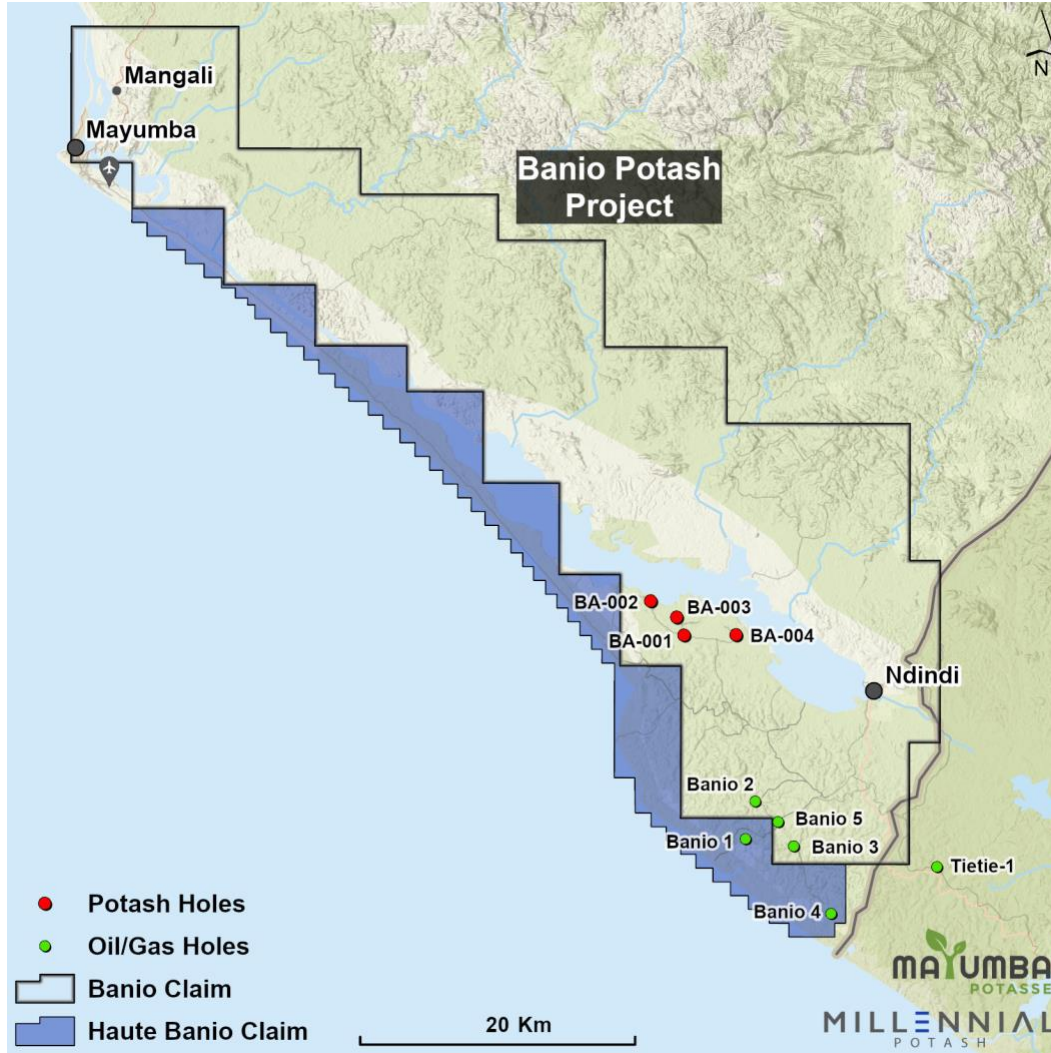 N
Mangali
Mayumba
Banio Potash
Project
BA-002
BA-003
BA-001
BA-004
Ndindi
Banio 2
Banio 5
Banio 1
Banio 3
Tietie-1
Banio 4
Potash Holes
Oil/Gas Holes
Banio Claim
Haute Banio Claim
20 Km
MAYUMBA
POTASSE
MILLENNIAL
POTASH